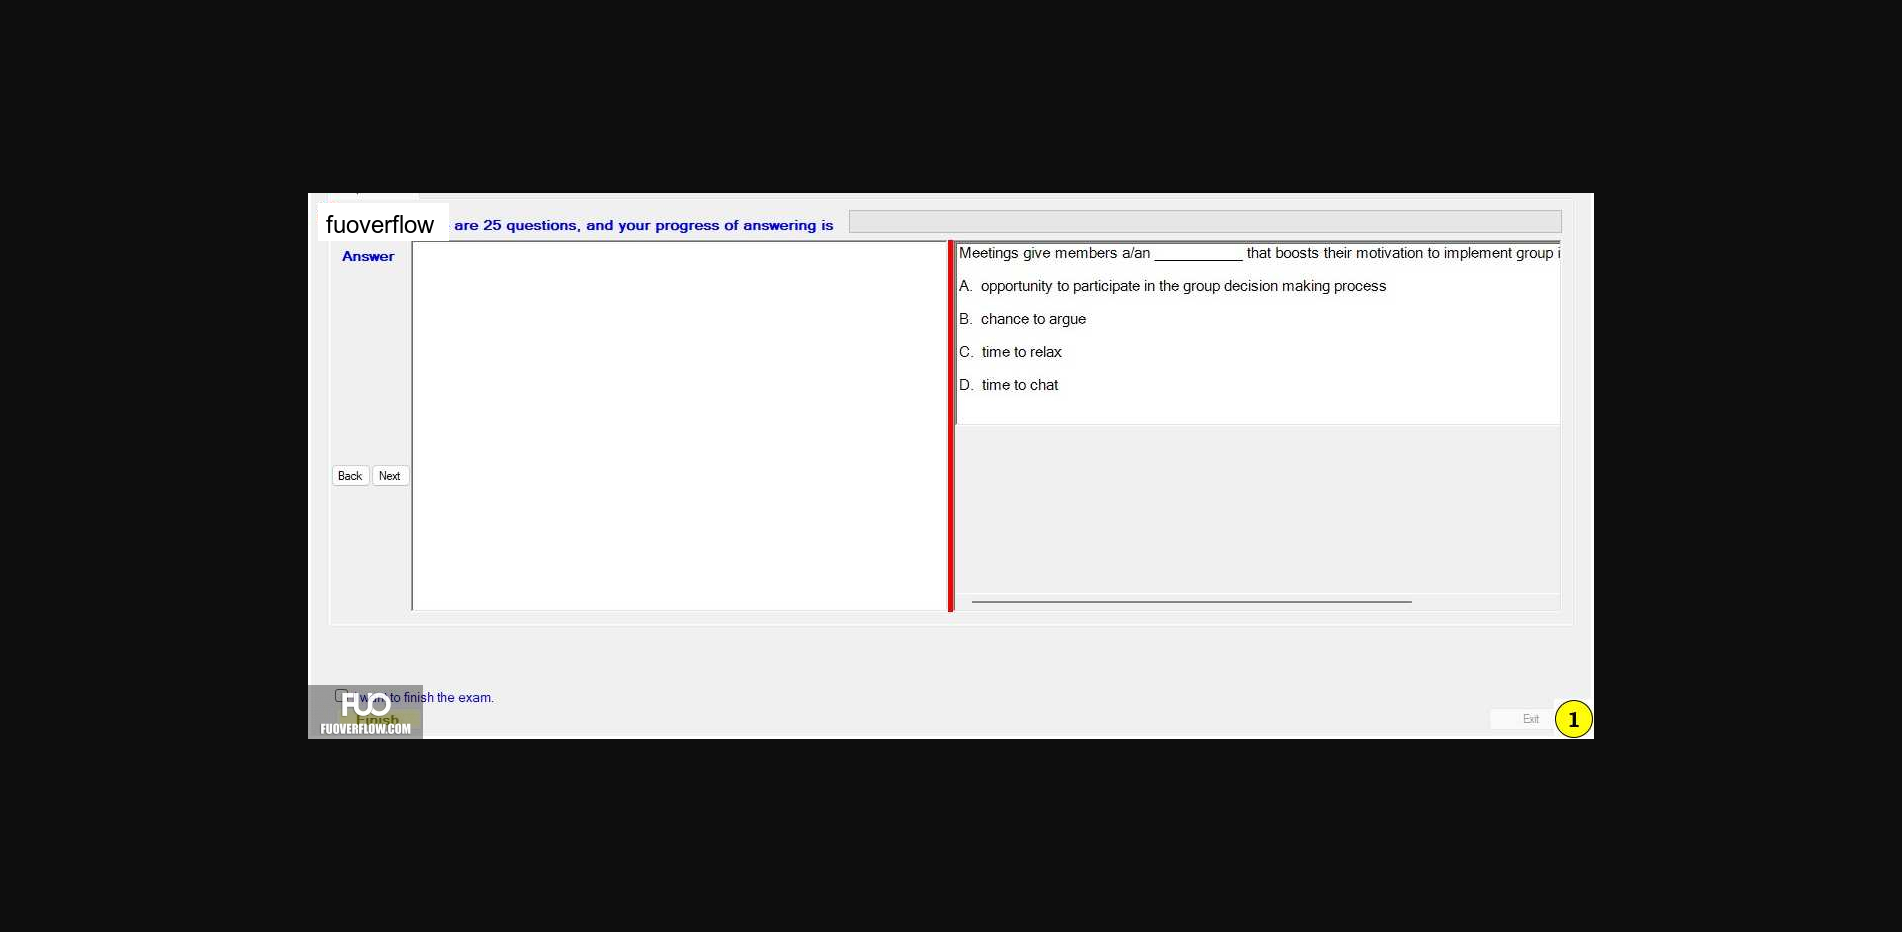 fuoverflow are 25 questions, and your progress of answering is
Answer
Meetings give members a/an ___________ that boosts their motivation to implement group i
A. opportunity to participate in the group decision making process
B. chance to argue
C. time to relax
D. time to chat
Back Next
I want to finish the exam.
Finish
FUO
FUOVERFLOW.COM
Exit
1